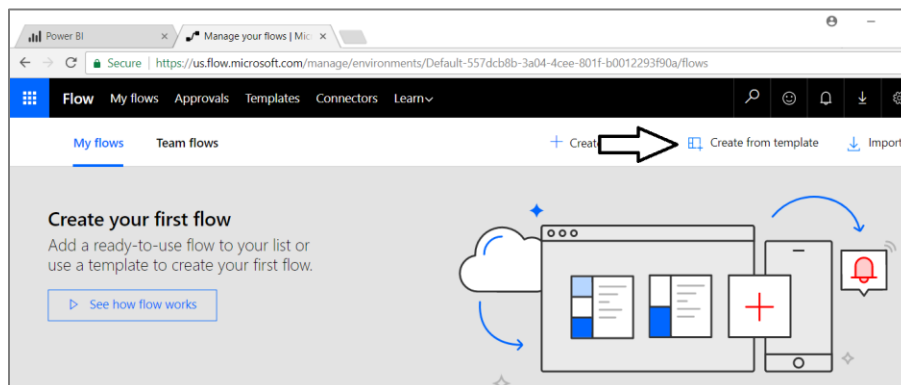 Power BI
Manage your flows | Mic
Secure | https://us.flow.microsoft.com/manage/environments/Default-557dcb8b-3a04-4cee-801f-b0012293f90a/flows
Flow My flows Approvals Templates Connectors Learn
My flows Team flows + Create from template Import
Create your first flow
Add a ready-to-use flow to your list or
use a template to create your first flow.
See how flow works